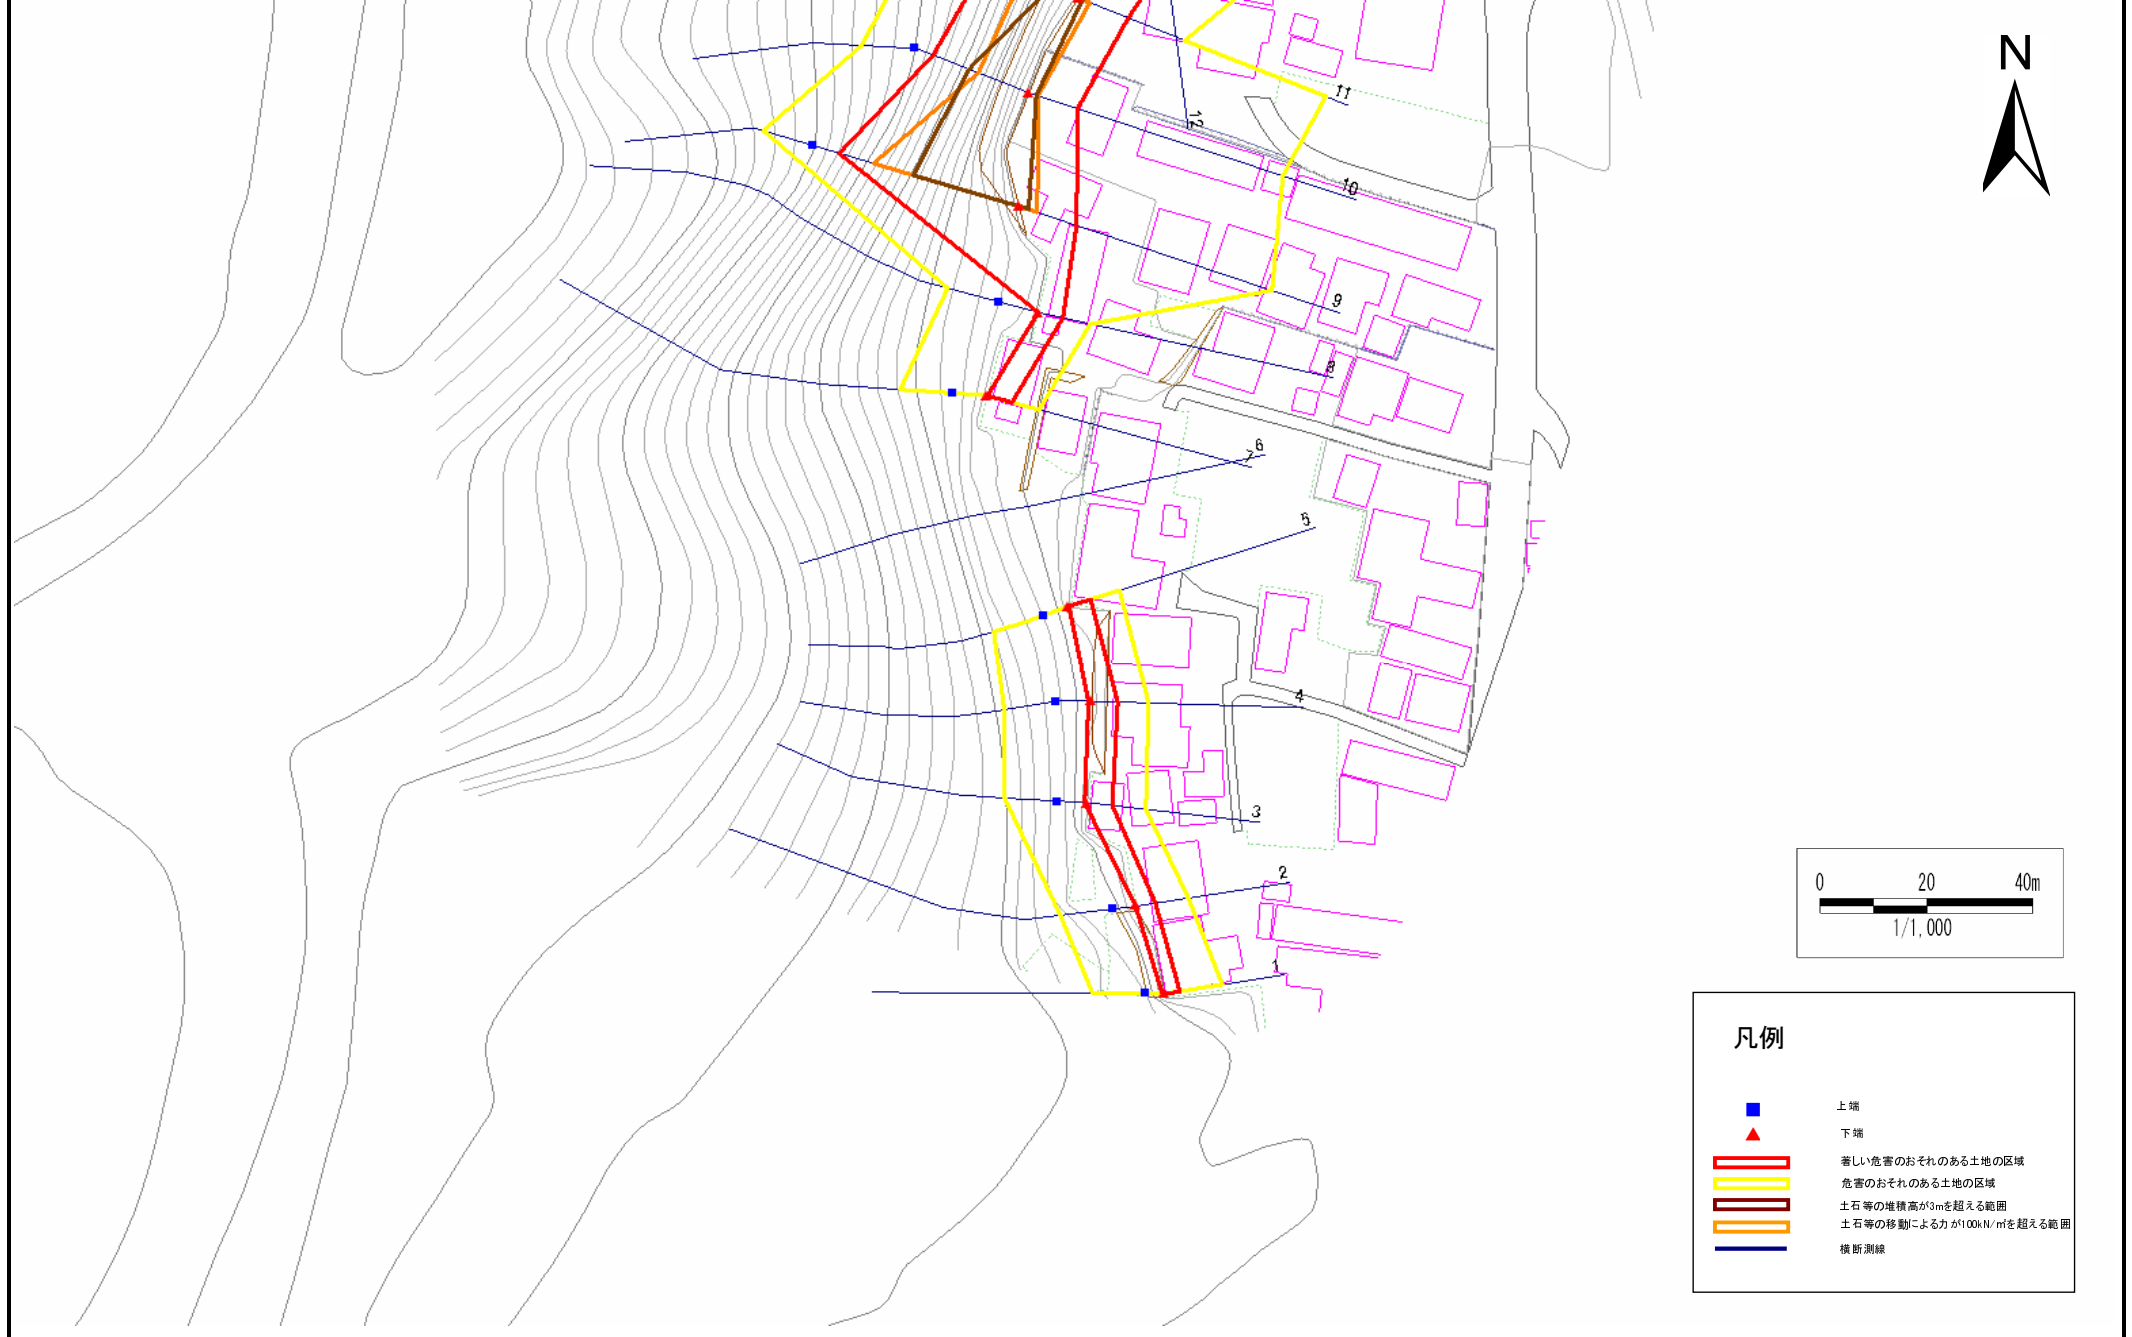 N
11
12
10
9
8
6
7
5
4
3
2
1
0 20 40m
1/1,000
凡例
上端
下端
著しい危害のおそれのある土地の区域
危害のおそれのある土地の区域
土石等の堆積高が3mを超える範囲
土石等の移動による力が100kN/㎡を超える範囲
横断測線